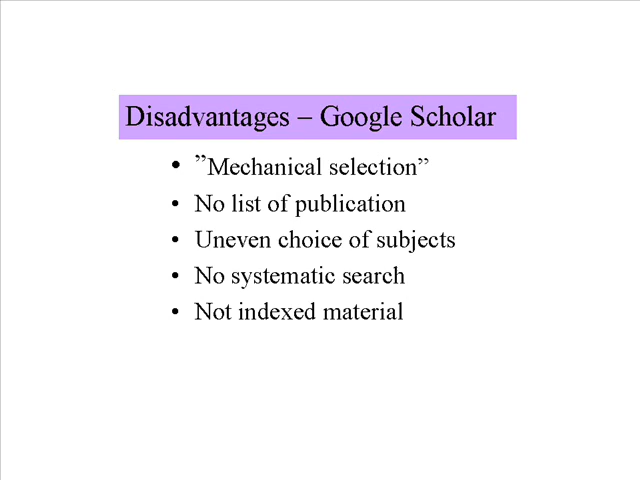 Disadvantages – Google Scholar
• ”Mechanical selection”
• No list of publication
• Uneven choice of subjects
• No systematic search
• Not indexed material